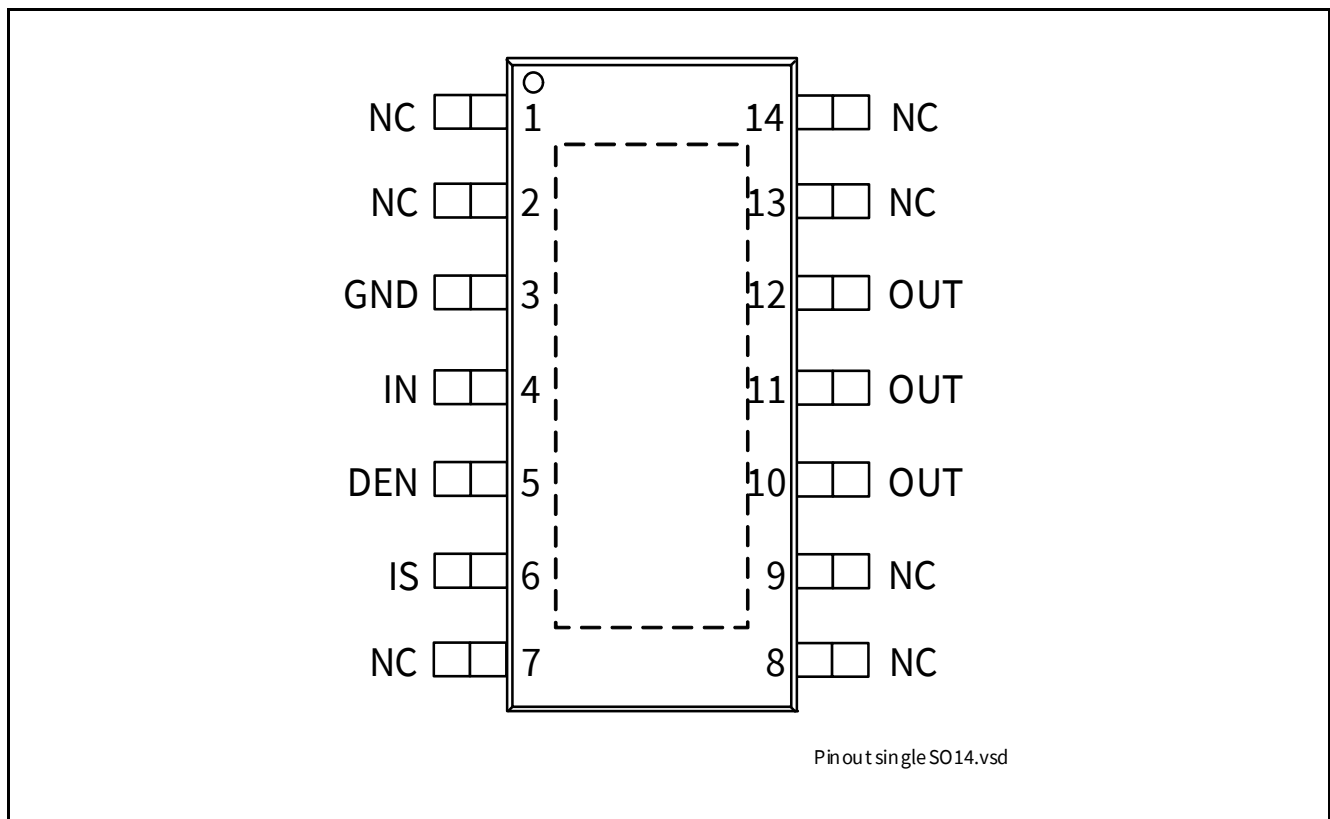 NC 1 14 NC
NC 2 13 NC
GND 3 12 OUT
IN 4 11 OUT
DEN 5 10 OUT
IS 6 9 NC
NC 7 8 NC
Pinout single SO14.vsd